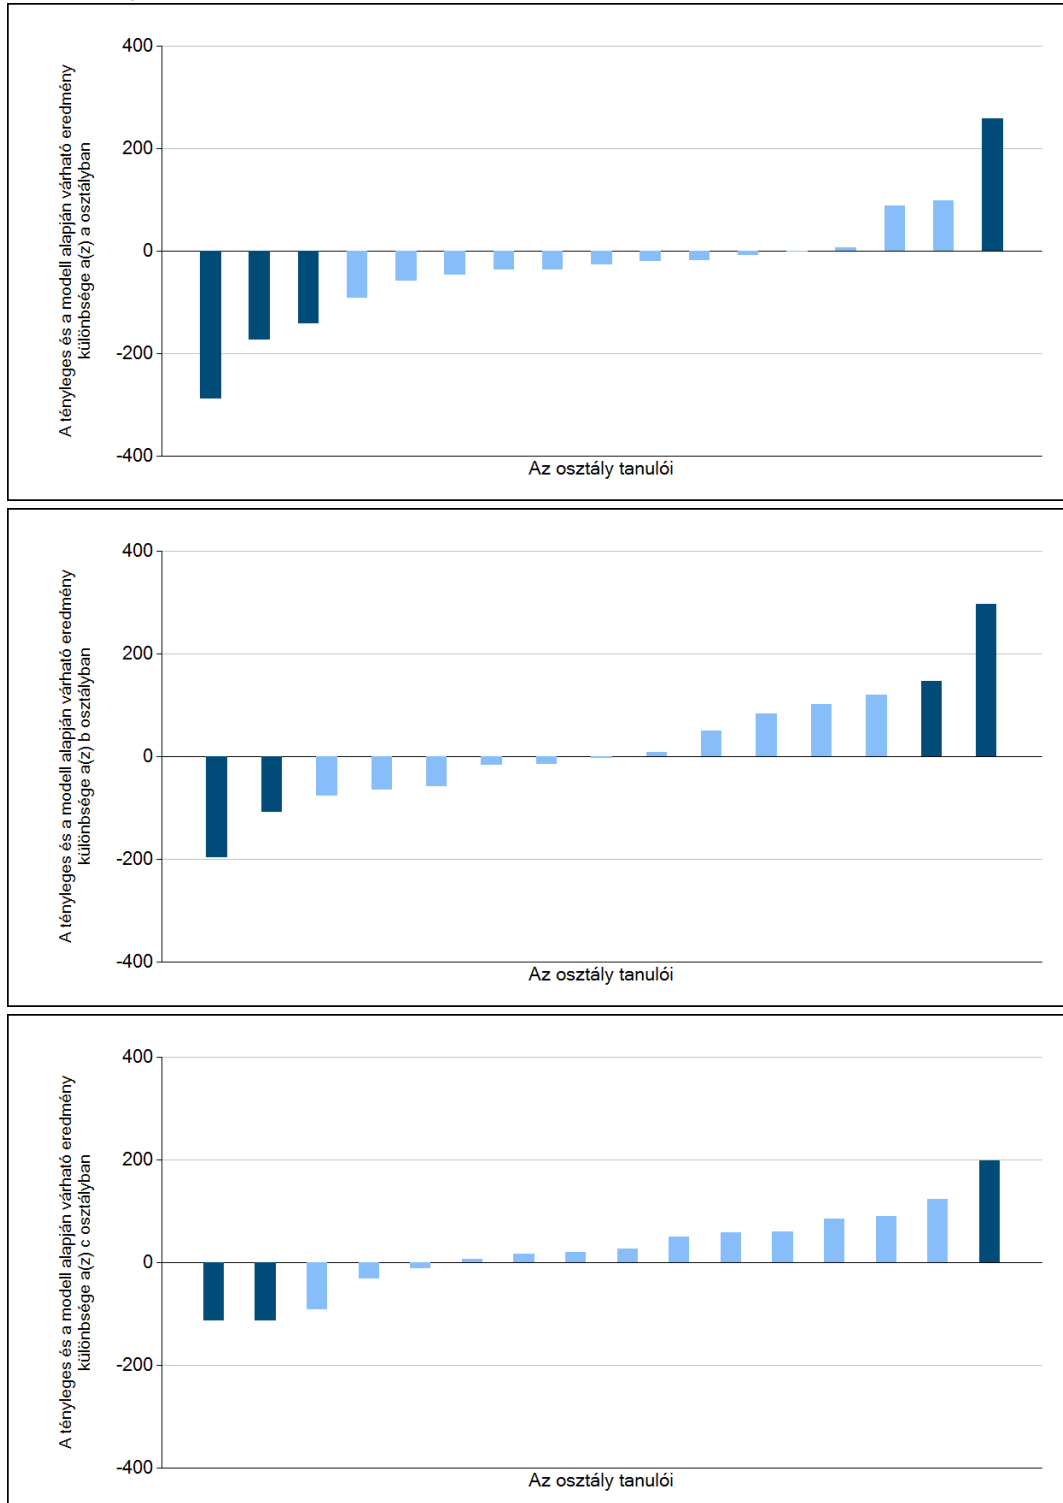 A tényleges és a modell alapján várható eredmény
különbsége a(z) a osztályban
400
200
0
-200
-400
Az osztály tanulói
A tényleges és a modell alapján várható eredmény
különbsége a(z) b osztályban
400
200
0
-200
-400
Az osztály tanulói
A tényleges és a modell alapján várható eredmény
különbsége a(z) c osztályban
400
200
0
-200
-400
Az osztály tanulói